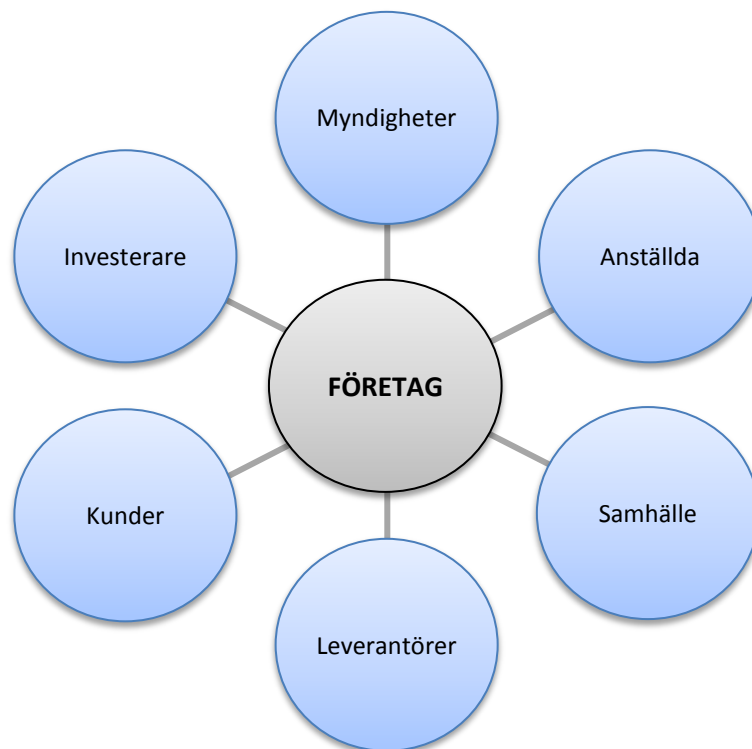 Myndigheter
Investerare
Anställda
FÖRETAG
Kunder
Samhälle
Leverantörer